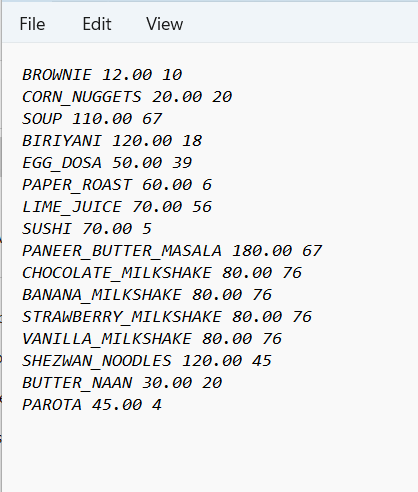 File Edit View
BROWNIE 12.00 10
CORN_NUGGETS 20.00 20
SOUP 110.00 67
BIRIYANI 120.00 18
EGG_DOSA 50.00 39
PAPER_ROAST 60.00 6
LIME_JUICE 70.00 56
SUSHI 70.00 5
PANEER_BUTTER_MASALA 180.00 67
CHOCOLATE_MILKSHAKE 80.00 76
BANANA_MILKSHAKE 80.00 76
STRAWBERRY_MILKSHAKE 80.00 76
VANILLA_MILKSHAKE 80.00 76
SHEZWAN_NOODLES 120.00 45
BUTTER_NAAN 30.00 20
PAROTA 45.00 4